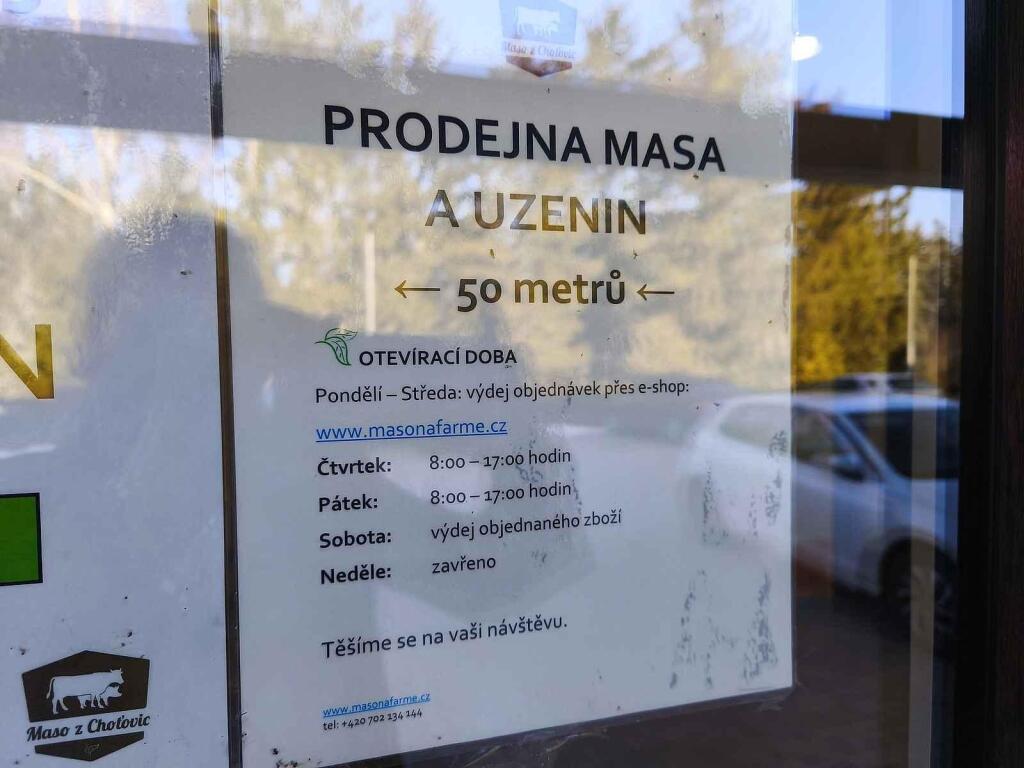 Maso z Choťovic
PRODEJNA MASA
A UZENIN
← 50 metrů ←
OTEVÍRACÍ DOBA
Pondělí – Středa: výdej objednávek přes e-shop:
www.masonafarme.cz
Čtvrtek: 8:00 – 17:00 hodin
Pátek: 8:00 – 17:00 hodin
Sobota: výdej objednaného zboží
Neděle: zavřeno
Těšíme se na vaši návštěvu.
www.masonafarme.cz
tel: +420 702 134 144
N
Maso z Choťovic